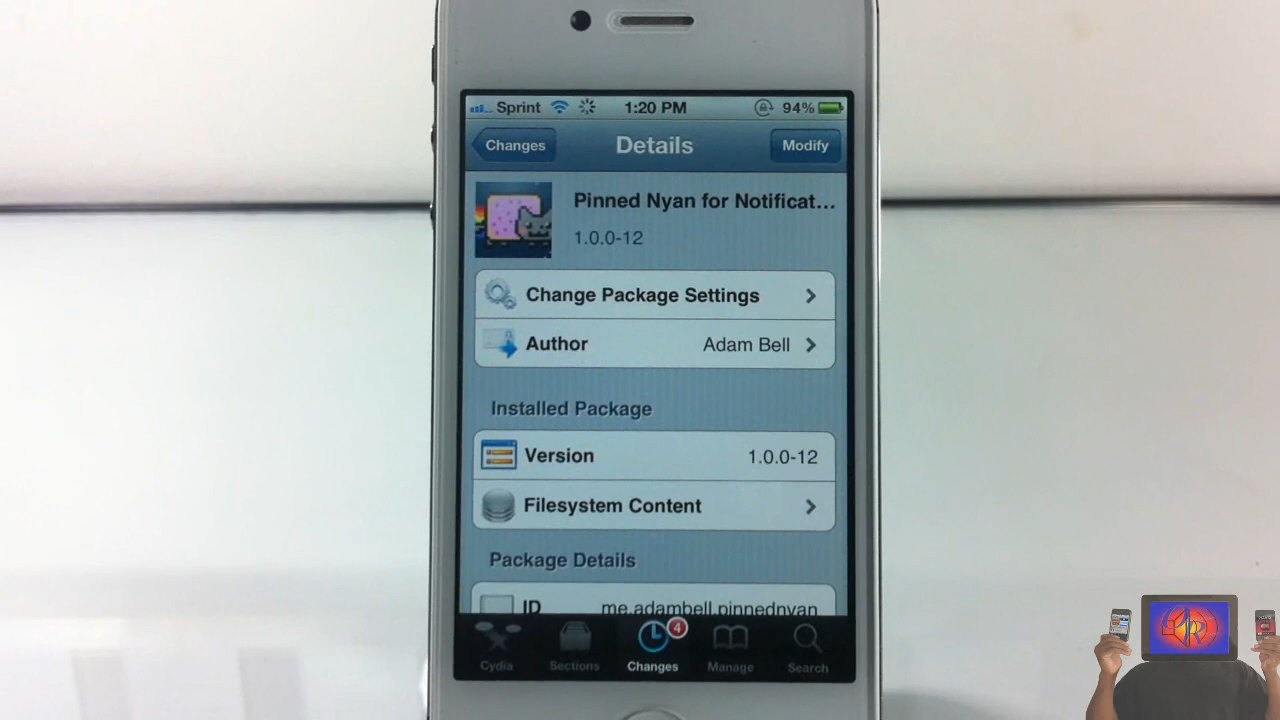 Sprint 1:20 PM 94%
Changes Details Modify
Pinned Nyan for Notificat...
1.0.0-12
Change Package Settings
Author Adam Bell
Installed Package
Version 1.0.0-12
Filesystem Content
Package Details
ID me.adambell.pinnednyan
4
Cydia Sections Changes Manage Search